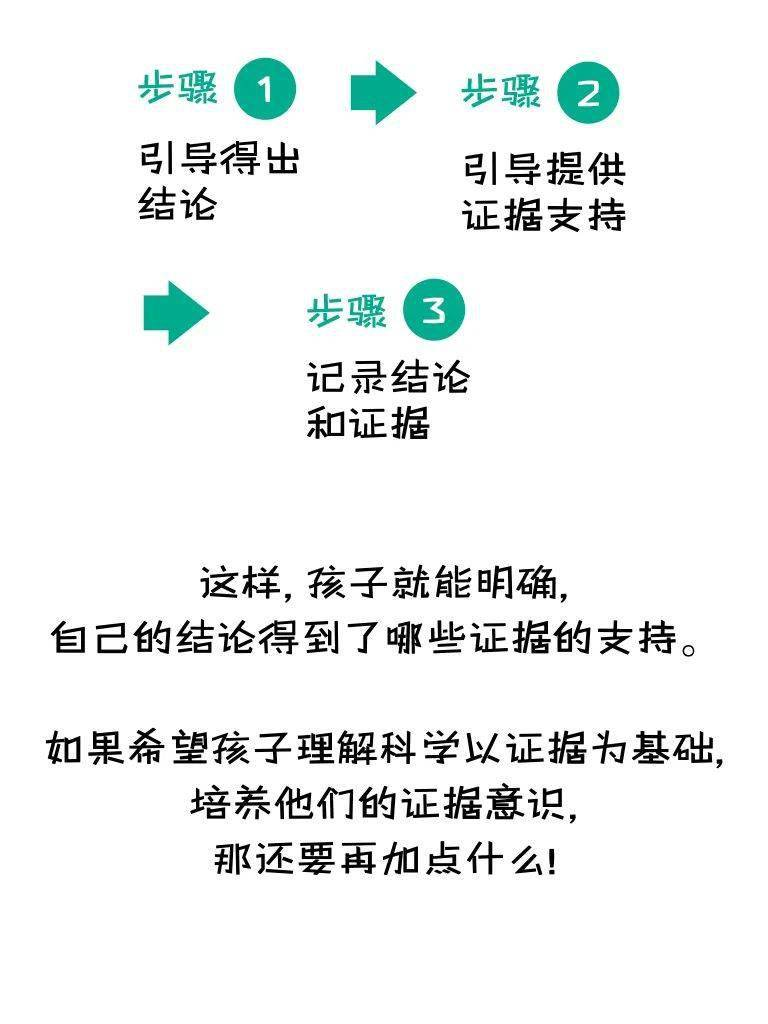 步骤 1
引导得出
结论
步骤 2
引导提供
证据支持
步骤 3
记录结论
和证据
这样, 孩子就能明确,
自己的结论得到了哪些证据的支持。
如果希望孩子理解科学以证据为基础,
培养他们的证据意识,
那还要再加点什么!